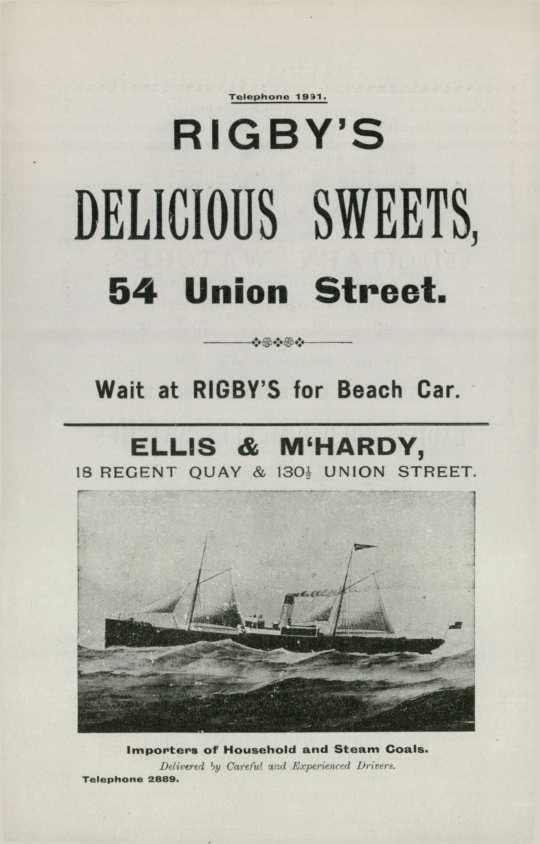 Telephone 1991.
RIGBY'S
DELICIOUS SWEETS,
54 Union Street.
Wait at RIGBY'S for Beach Car.
ELLIS & M‘HARDY,
18 REGENT QUAY & 130½ UNION STREET.
Importers of Household and Steam Coals.
Delivered by Careful and Experienced Drivers.
Telephone 2889.